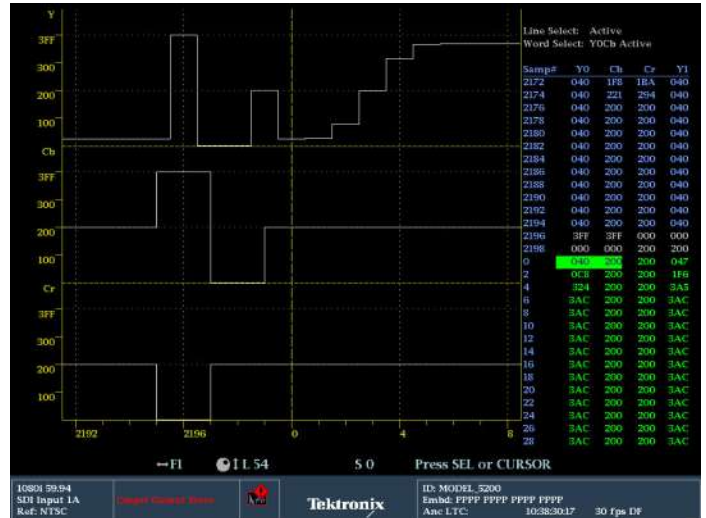 Y
3FF
300
200
100
Cb
3FF
300
200
100
Cr
3FF
300
200
100
2192 2196 0 4 8
Line Select: Active
Word Select: Y0Cb Active
Samp# Y0 Cb Cr Y1
2172 040 1F8 1BA 040
2174 040 221 294 040
2176 040 200 200 040
2178 040 200 200 040
2180 040 200 200 040
2182 040 200 200 040
2184 040 200 200 040
2186 040 200 200 040
2188 040 200 200 040
2190 040 200 200 040
2192 040 200 200 040
2194 040 200 200 040
2196 3FF 3FF 000 000
2198 000 000 200 200
0 040 200 200 047
2 0C8 200 200 1F6
4 324 200 200 3A5
6 3AC 200 200 3AC
8 3AC 200 200 3AC
10 3AC 200 200 3AC
12 3AC 200 200 3AC
14 3AC 200 200 3AC
16 3AC 200 200 3AC
18 3AC 200 200 3AC
20 3AC 200 200 3AC
22 3AC 200 200 3AC
24 3AC 200 200 3AC
26 3AC 200 200 3AC
28 3AC 200 200 3AC
↔F1 L 54 S 0 Press SEL or CURSOR
1080i 59.94
SDI Input 1A
Ref: NTSC
Tektronix
ID: MODEL_5200
Embd: PPPP PPPP PPPP PPPP
Anc LTC: 10:38:30:17 30 fps DF